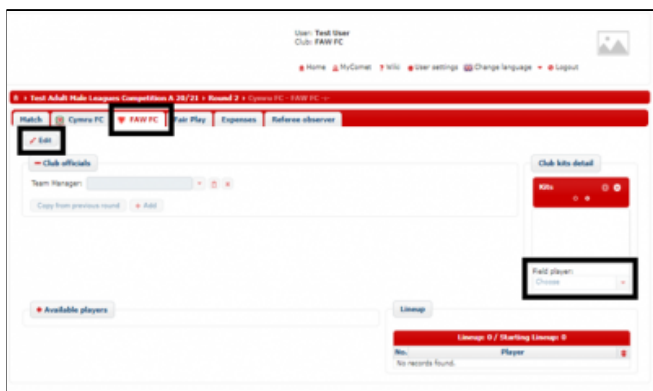 User: Test User
Club: FAW FC
Home MyComet ? Wiki User settings Change language Logout
> Test Adult Male Leagues Competition A 20/21 > Round 2 > Cymru FC - FAW FC
Match Cymru FC FAW FC Fair Play Expenses Referee observer
Edit
Club officials
Club kits detail
Team Manager:
Kits
Copy from previous round + Add
Field player:
Choose
Available players
Lineup
Lineup: 0 / Starting Lineup: 0
No. Player
No records found.